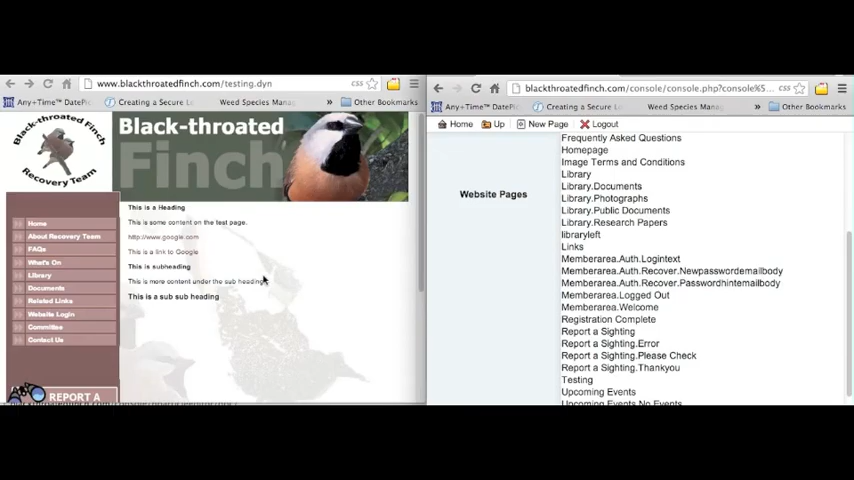 www.blackthroatedfinch.com/testing.dyn
css
Any+Time™ DatePic
Creating a Secure Lo
Weed Species Manag
»
Other Bookmarks
Black-throated Finch
Recovery Team
Black-throated
Finch
Home
About Recovery Team
FAQs
What's On
Library
Documents
Related Links
Website Login
Committee
Contact Us
REPORT A
This is a Heading
This is some content on the test page.
http://www.google.com
This is a link to Google
This is subheading
This is more content under the sub heading
This is a sub sub heading
blackthroatedfinch.com/console/console.php?console%5...
css
Any+Time™ DatePic
Creating a Secure Lo
Weed Species Manag
»
Other Bookmarks
Home
Up
New Page
Logout
Website Pages
Frequently Asked Questions
Homepage
Image Terms and Conditions
Library
Library.Documents
Library.Photographs
Library.Public Documents
Library.Research Papers
libraryleft
Links
Memberarea.Auth.Logintext
Memberarea.Auth.Recover.Newpasswordemailbody
Memberarea.Auth.Recover.Passwordhintemailbody
Memberarea.Logged Out
Memberarea.Welcome
Registration Complete
Report a Sighting
Report a Sighting.Error
Report a Sighting.Please Check
Report a Sighting.Thankyou
Testing
Upcoming Events
Upcoming Events.No Events